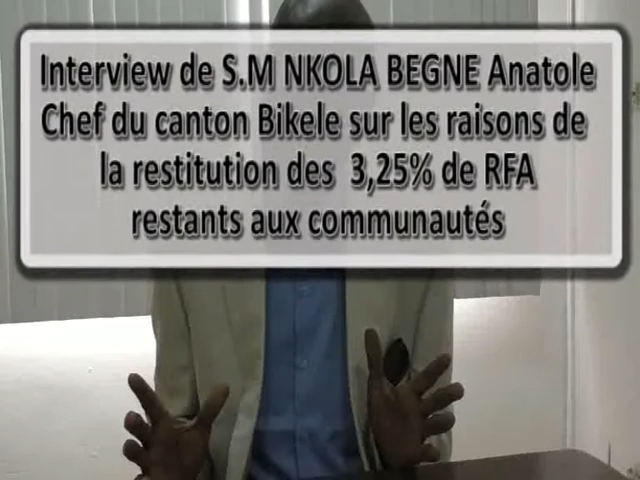 Interview de S.M NKOLA BEGNE Anatole
Chef du canton Bikele sur les raisons de
la restitution des 3,25% de RFA
restants aux communautés